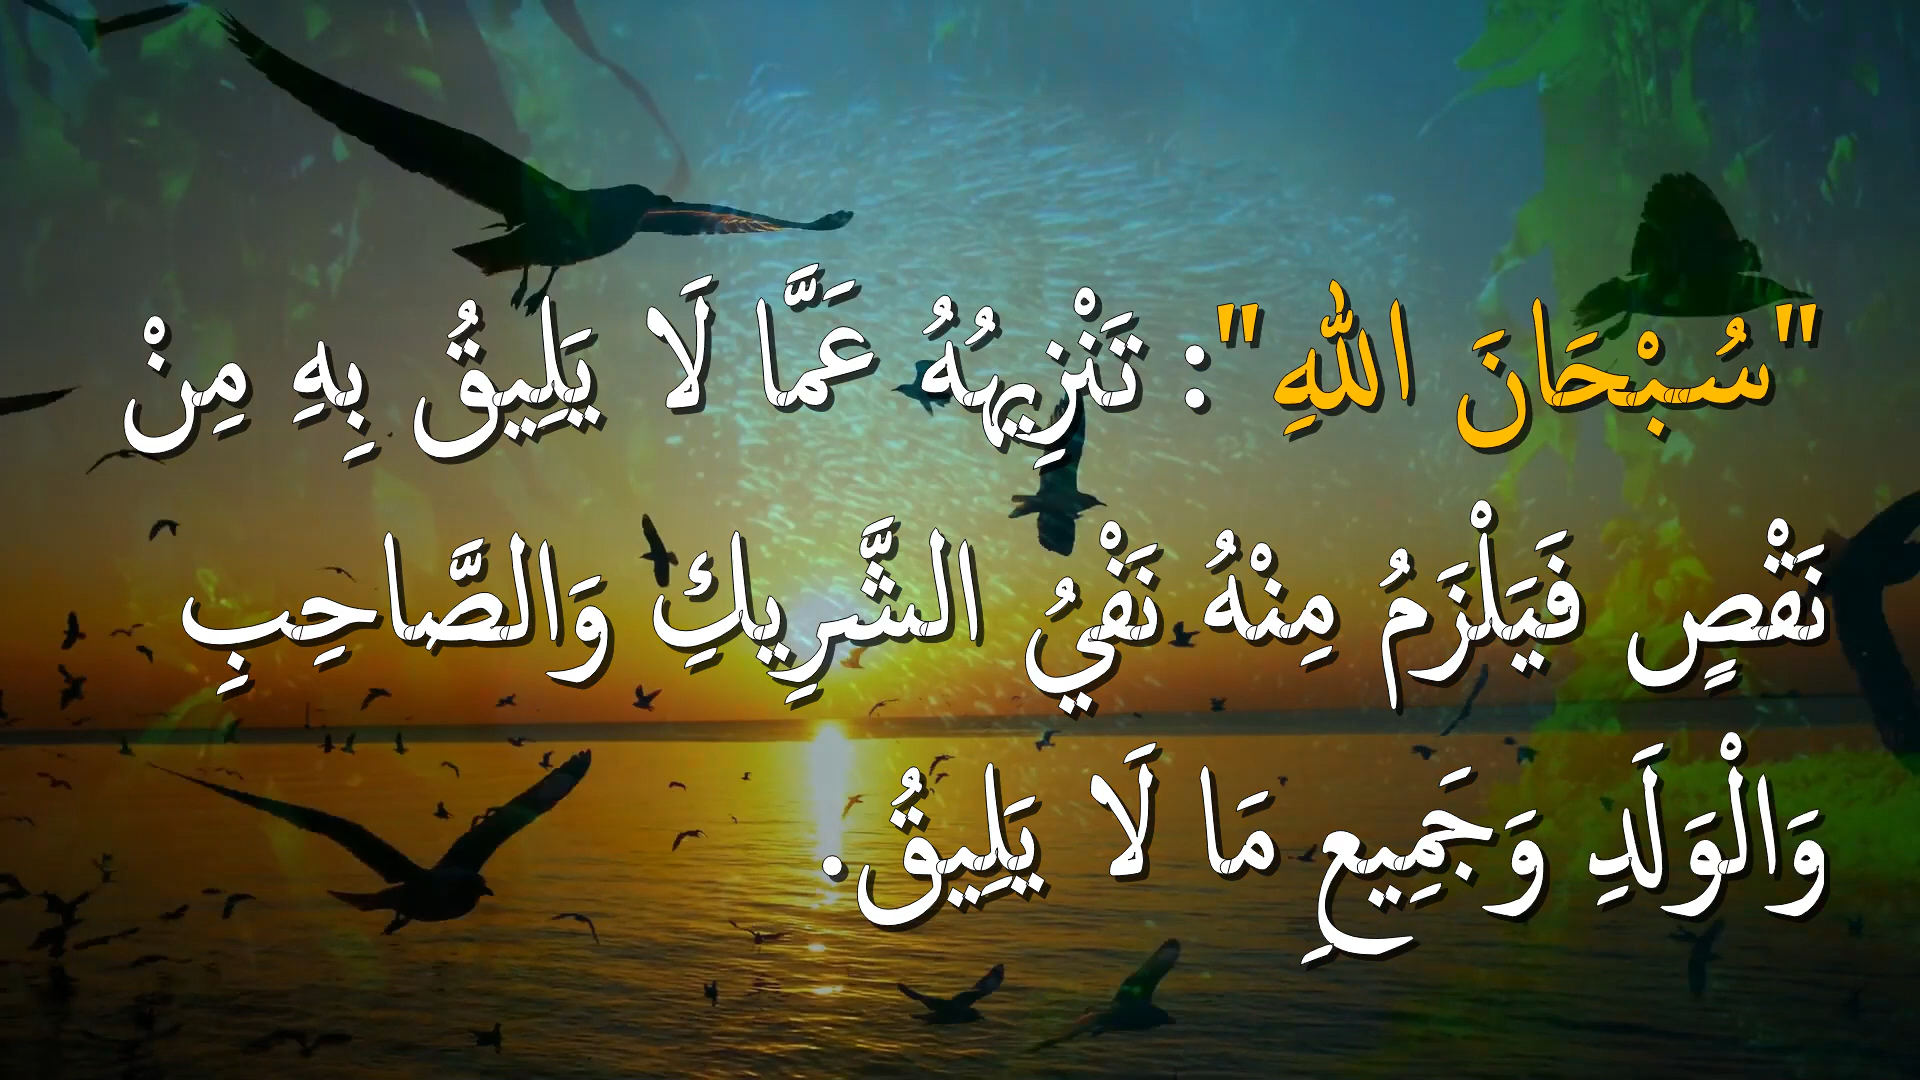 "سُبْحَانَ اللهِ": تَنْزِيهُهُ عَمَّا لَا يَلِيقُ بِهِ مِنْ
نَقْصٍ فَيَلْزَمُ مِنْهُ نَفْيُ الشَّرِيكِ وَالصَّاحِبِ
وَالْوَلَدِ وَجَمِيعِ مَا لَا يَلِيقُ.